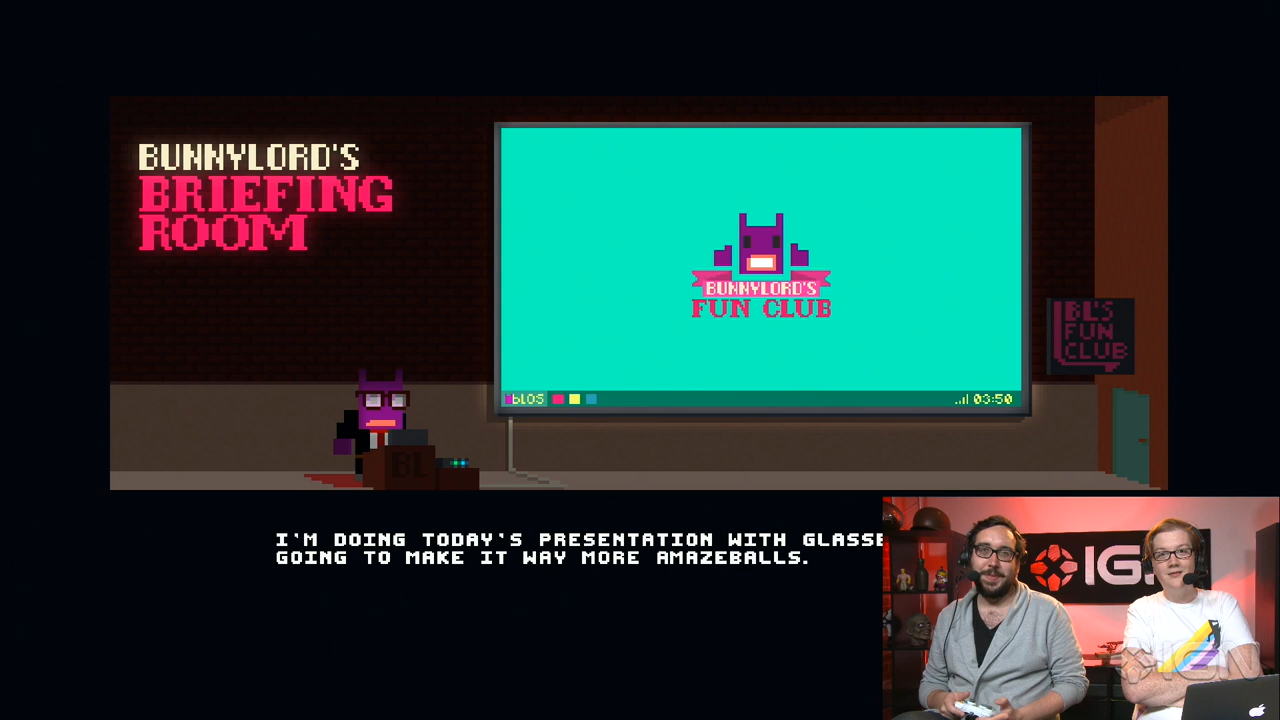 BUNNYLORD'S
BRIEFING
ROOM
BUNNYLORD'S
FUN CLUB
BL'S
FUN
CLUB
BLOS
03:50
BL
I'M DOING TODAY'S PRESENTATION WITH
GOING TO MAKE IT WAY MORE AMAZEBALLS.
IGN